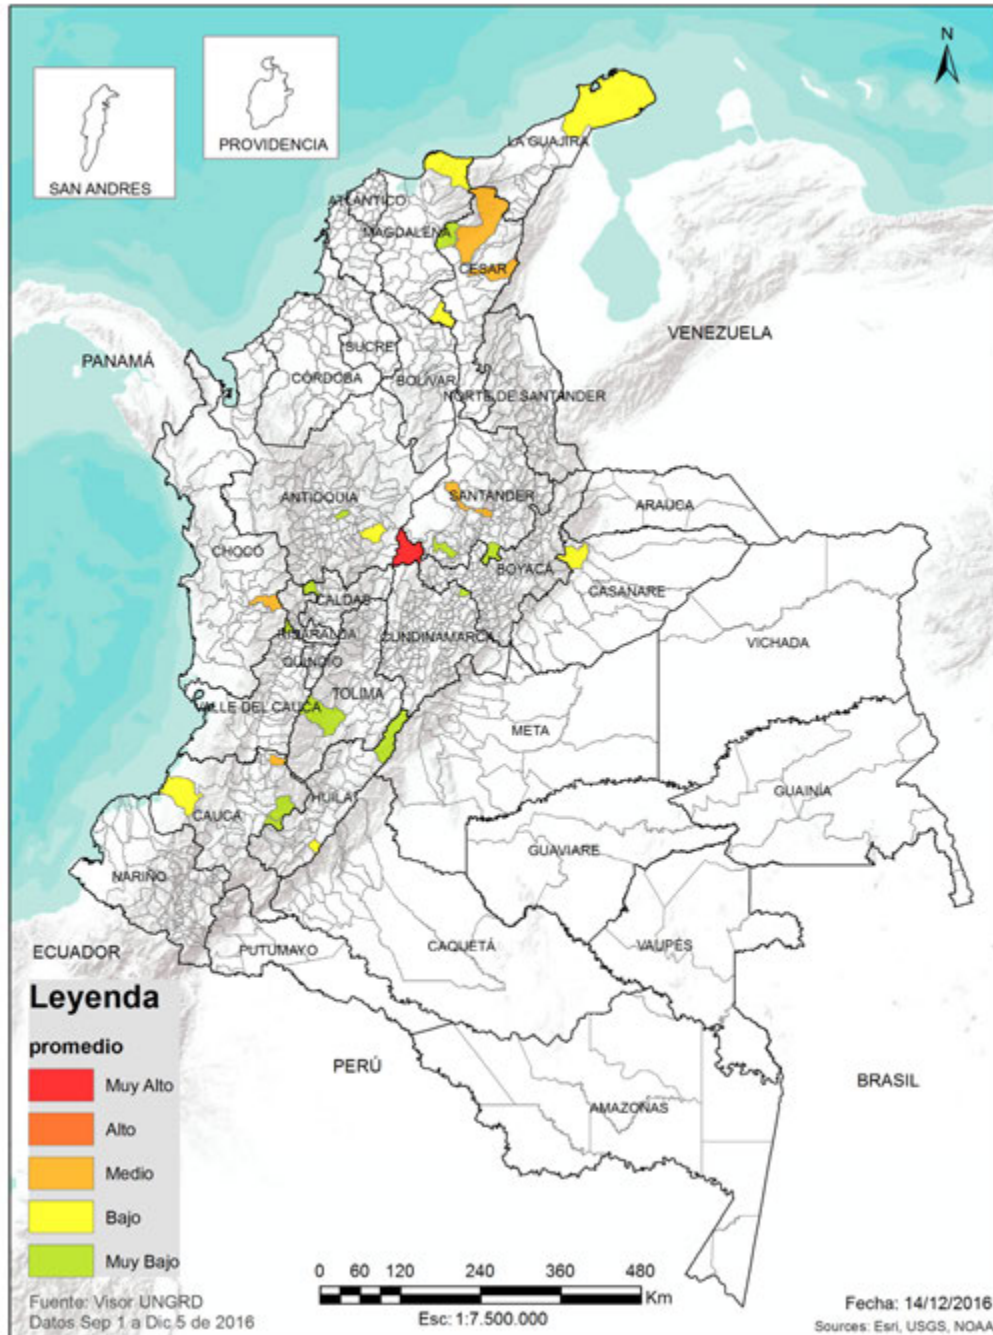 N
PROVIDENCIA
SAN ANDRES
LA GUAJIRA
ATLANTICO
MAGDALENA
CESAR
VENEZUELA
PANAMÁ
SUCRE
CÓRDOBA
BOLIVAR
NORTE DE SANTANDER
ANTIOQUIA
SANTANDER
ARAUCA
CHOCÓ
BOYACÁ
CASANARE
CALDAS
RISARALDA
CUNDINAMARCA
VICHADA
QUINDIO
TOLIMA
VALLE DEL CAUCA
META
GUAINÍA
HUILA
CAUCA
GUAVIARE
NARIÑO
VAUPÉS
CAQUETÁ
PUTUMAYO
ECUADOR
PERÚ
BRASIL
AMAZONAS
Leyenda
promedio
Muy Alto
Alto
Medio
Bajo
Muy Bajo
0 60 120 240 360 480
Km
Esc: 1:7.500.000
Fuente: Visor UNGRD
Datos Sep 1 a Dic 5 de 2016
Fecha: 14/12/2016
Sources: Esri, USGS, NOAA